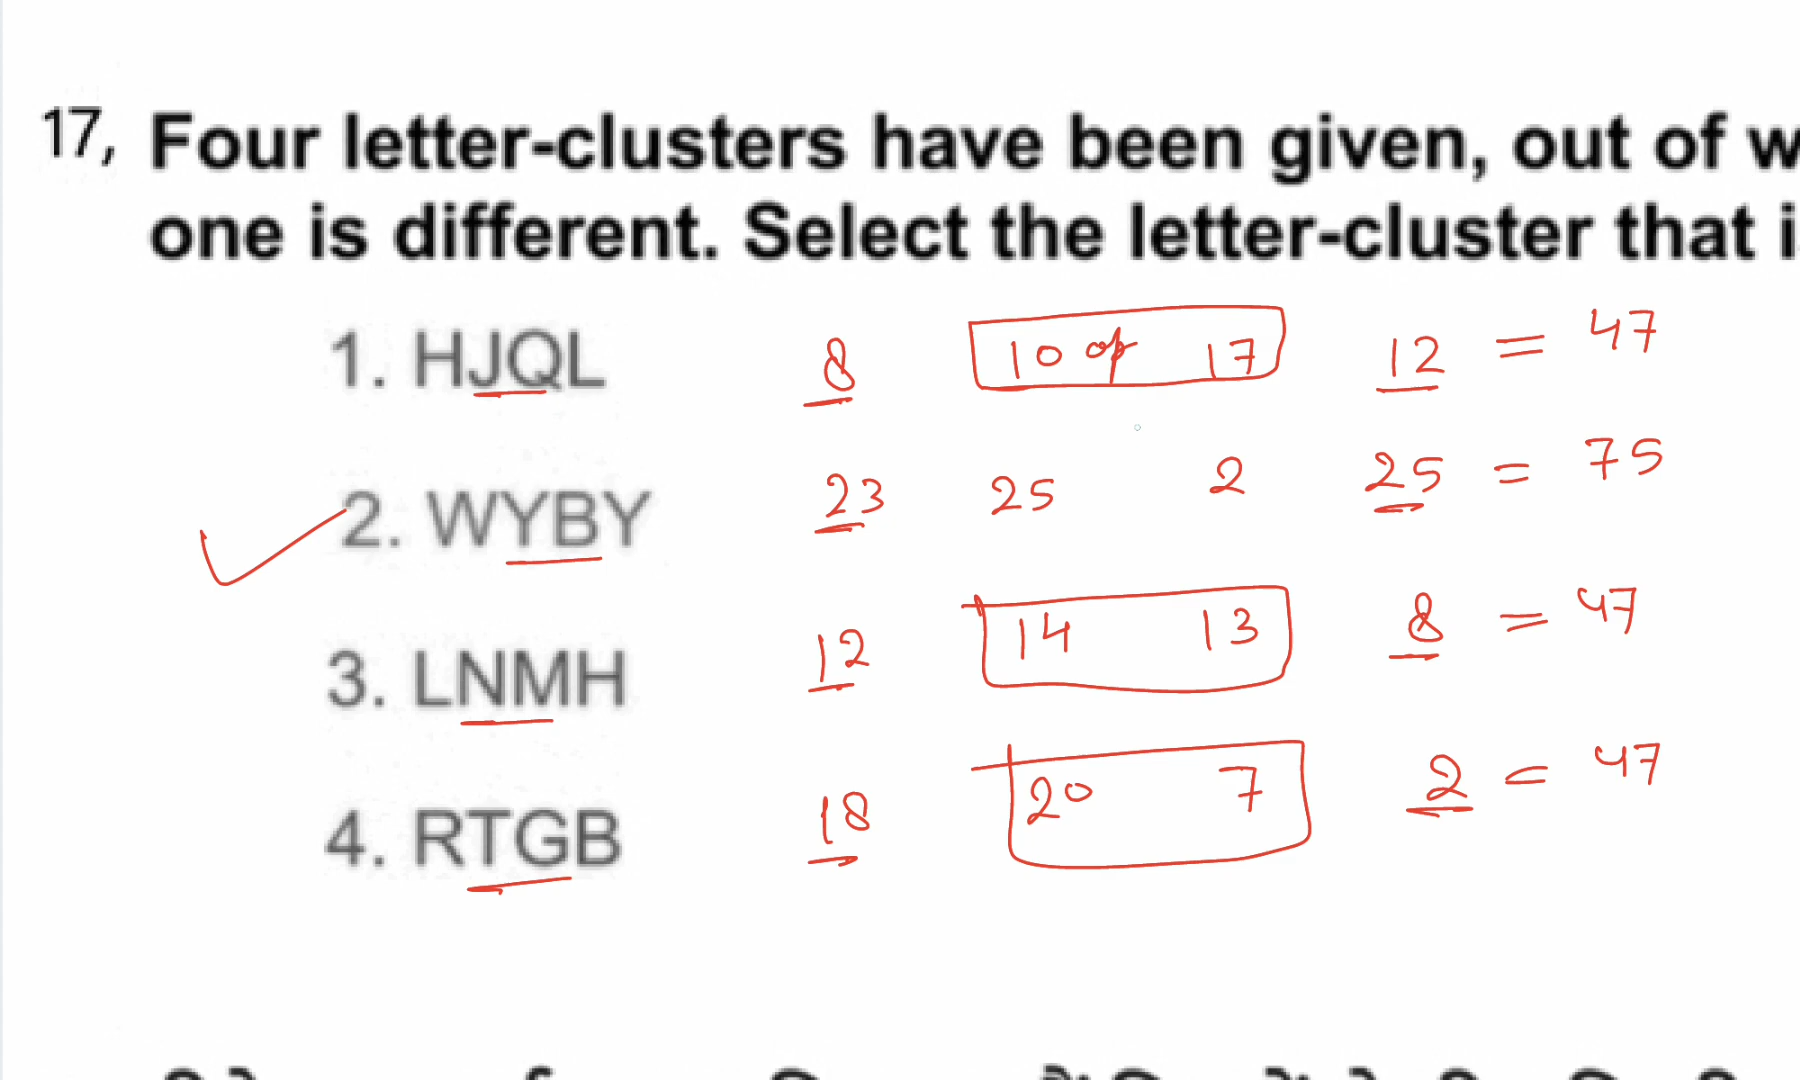 17, Four letter-clusters have been given, out of
one is different. Select the letter-cluster that
1. HJQL 8 10 op 17 12 = 47
2. WYBY 23 25 2 25 = 75
3. LNMH 12 14 13 8 = 47
4. RTGB 18 20 7 2 = 47